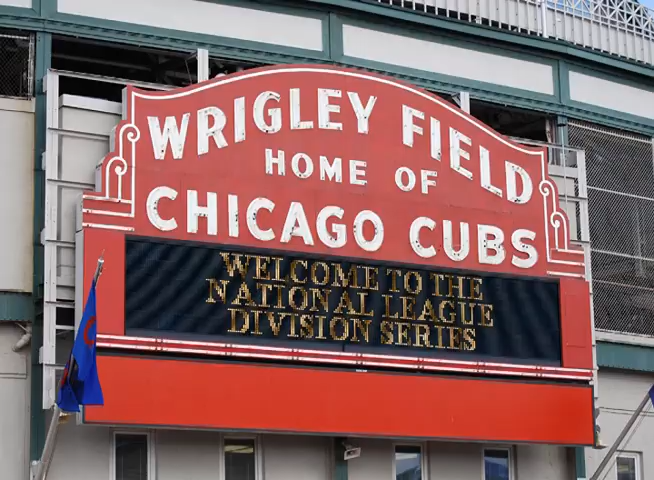 WRIGLEY FIELD
HOME OF
CHICAGO CUBS
WELCOME TO THE
NATIONAL LEAGUE
DIVISION SERIES